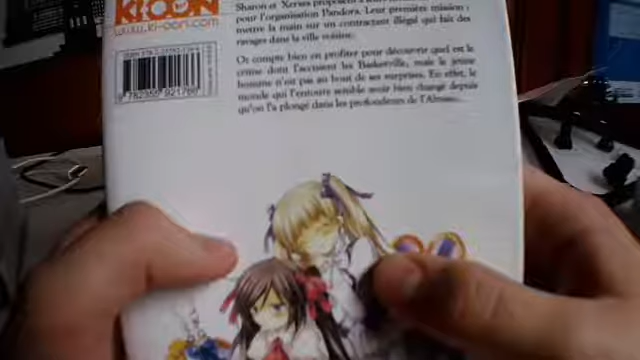 KI-OON
www.ki-oon.com
Sharon et Xerxes proposent à
pour l'organisation Pandora. Leur première mission :
mettre la main sur un contractant illégal qui fait des
ravages dans la ville voisine.
Oz compte bien en profiter pour découvrir quel est le
crime dont l'accusent les Baskerville, mais le jeune
homme n'est pas au bout de ses surprises. En effet, le
monde qui l'entoure semble avoir bien changé depuis
qu'on l'a plongé dans les profondeurs de l'Abysse...